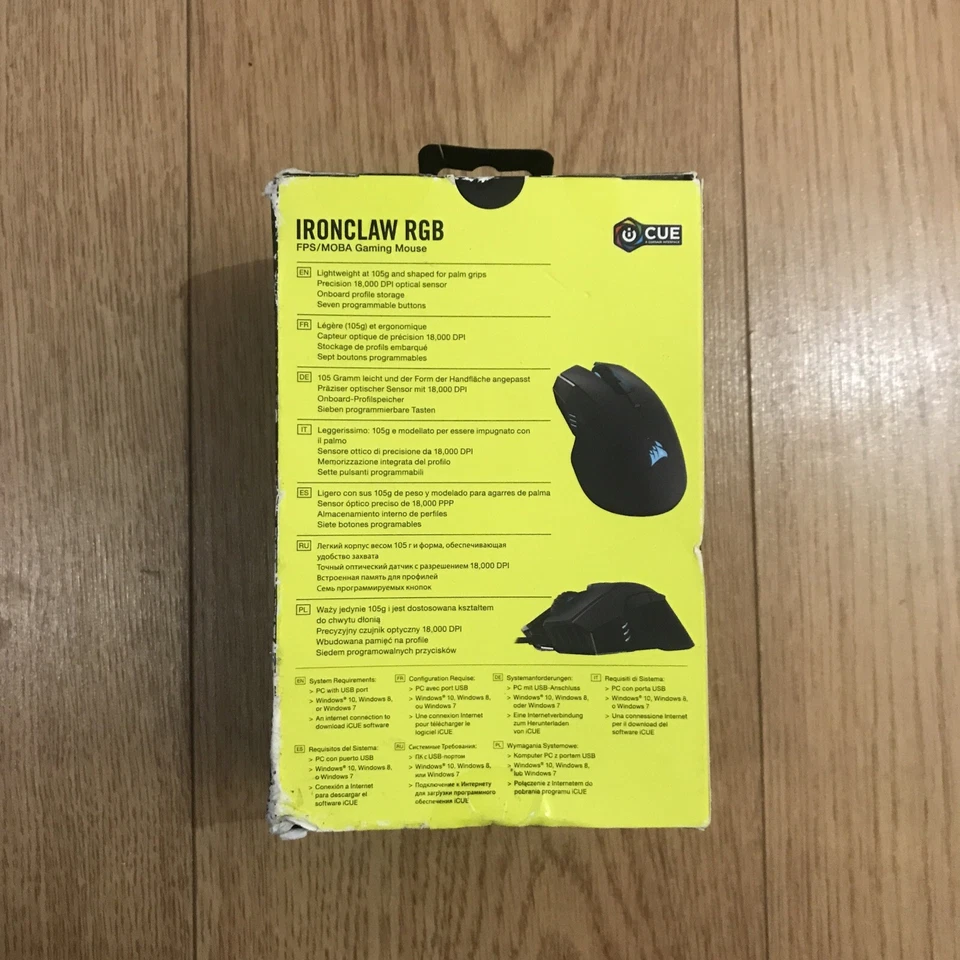 IRONCLAW RGB
FPS/MOBA Gaming Mouse
iCUE
A CORSAIR INTERFACE
EN Lightweight at 105g and shaped for palm grips
Precision 18,000 DPI optical sensor
Onboard profile storage
Seven programmable buttons
FR Légère (105g) et ergonomique
Capteur optique de précision 18,000 DPI
Stockage de profils embarqué
Sept boutons programmables
DE 105 Gramm leicht und der Form der Handfläche angepasst
Präziser optischer Sensor mit 18,000 DPI
Onboard-Profilspeicher
Sieben programmierbare Tasten
IT Leggerissimo: 105g e modellato per essere impugnato con
il palmo
Sensore ottico di precisione da 18,000 DPI
Memorizzazione integrata del profilo
Sette pulsanti programmabili
ES Ligero con sus 105g de peso y modelado para agarres de palma
Sensor óptico preciso de 18,000 PPP
Almacenamiento interno de perfiles
Siete botones programables
RU Легкий корпус весом 105 г и форма, обеспечивающая
удобство захвата
Точный оптический датчик с разрешением 18,000 DPI
Встроенная память для профилей
Семь программируемых кнопок
PL Waży jedynie 105g i jest dostosowana kształtem
do chwytu dłonią
Precyzyjny czujnik optyczny 18,000 DPI
Wbudowana pamięć na profile
Siedem programowalnych przycisków
EN System Requirements:
> PC with USB port
> Windows® 10, Windows 8,
or Windows 7
> An internet connection to
download iCUE software
FR Configuration Requise:
> PC avec port USB
> Windows® 10, Windows 8,
ou Windows 7
> Une connexion Internet
pour télécharger le
logiciel iCUE
DE Systemanforderungen:
> PC mit USB-Anschluss
> Windows® 10, Windows 8,
oder Windows 7
> Eine Internetverbindung
zum Herunterladen
von iCUE
IT Requisiti di Sistema:
> PC con porta USB
> Windows® 10, Windows 8,
o Windows 7
> Una connessione Internet
per il download del
software iCUE
ES Requisitos del Sistema:
> PC con puerto USB
> Windows® 10, Windows 8,
o Windows 7
> Conexión a Internet
para descargar el
software iCUE
RU Системные Требования:
> ПК с USB-портом
> Windows® 10, Windows 8,
или Windows 7
> Подключение к Интернету
для загрузки программного
обеспечения iCUE
PL Wymagania Systemowe:
> Komputer PC z portem USB
> Windows® 10, Windows 8,
lub Windows 7
> Połączenie z Internetem do
pobrania programu iCUE